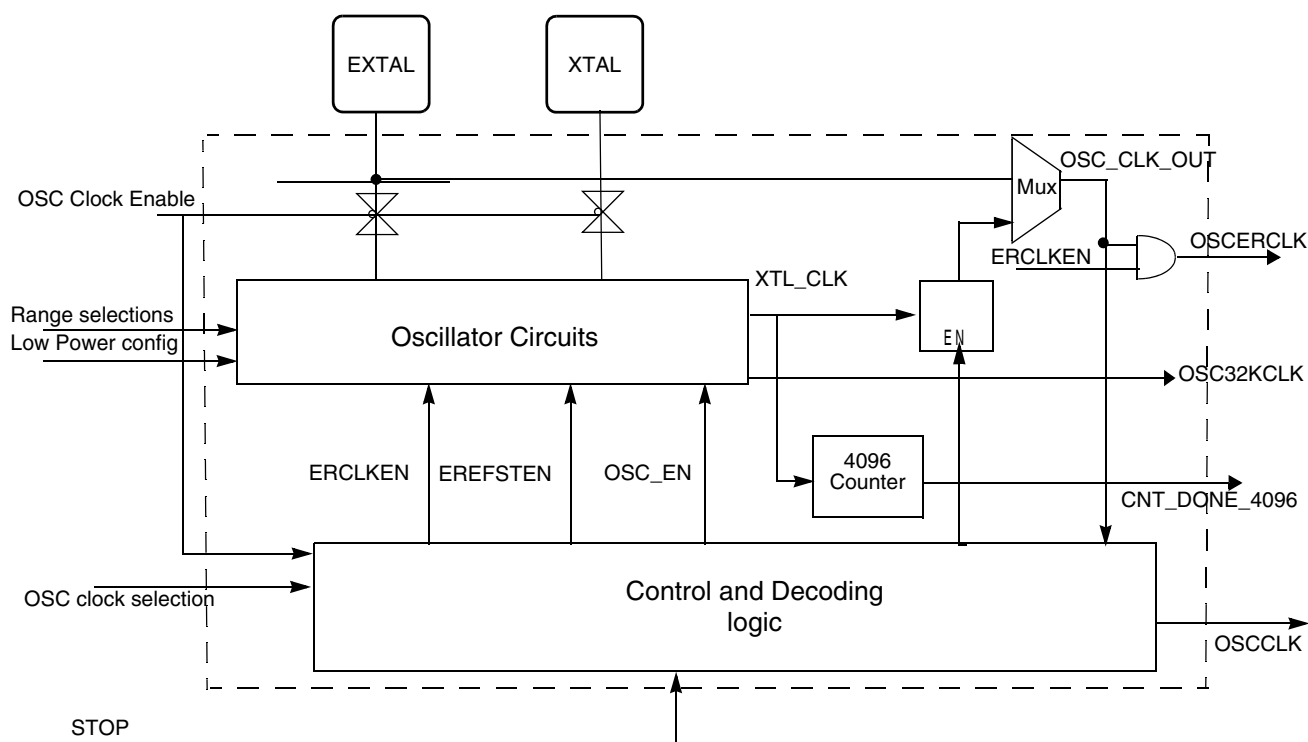 EXTAL
XTAL
OSC_CLK_OUT
Mux
OSC Clock Enable
ERCLKEN
OSCERCLK
XTL_CLK
Range selections
Low Power config
Oscillator Circuits
EN
OSC32KCLK
ERCLKEN
EREFSTEN
OSC_EN
4096
Counter
CNT_DONE_4096
OSC clock selection
Control and Decoding
logic
OSCCLK
STOP